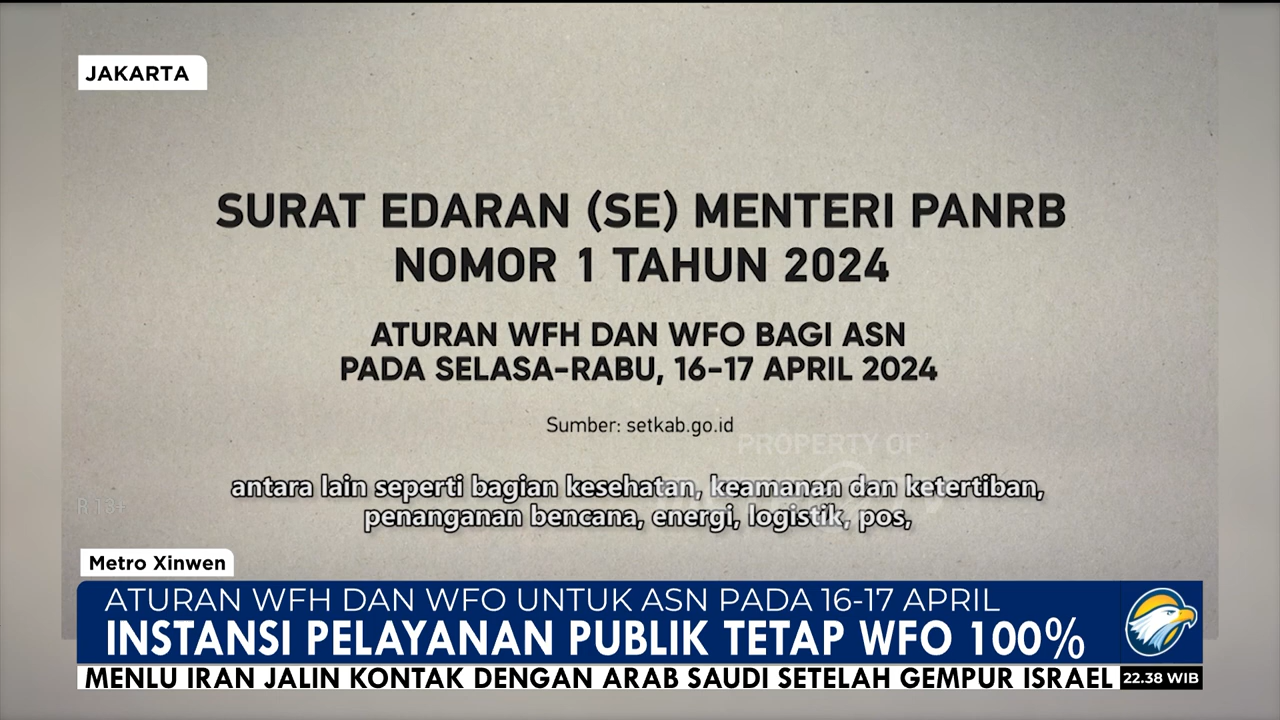 JAKARTA
SURAT EDARAN (SE) MENTERI PANRB
NOMOR 1 TAHUN 2024
ATURAN WFH DAN WFO BAGI ASN
PADA SELASA-RABU, 16-17 APRIL 2024
Sumber: setkab.go.id
PROPERTY OF
antara lain seperti bagian kesehatan, keamanan dan ketertiban,
penanganan bencana, energi, logistik, pos,
R 13+
Metro Xinwen
ATURAN WFH DAN WFO UNTUK ASN PADA 16-17 APRIL
INSTANSI PELAYANAN PUBLIK TETAP WFO 100%
MENLU IRAN JALIN KONTAK DENGAN ARAB SAUDI SETELAH GEMPUR ISRAEL
22.38 WIB